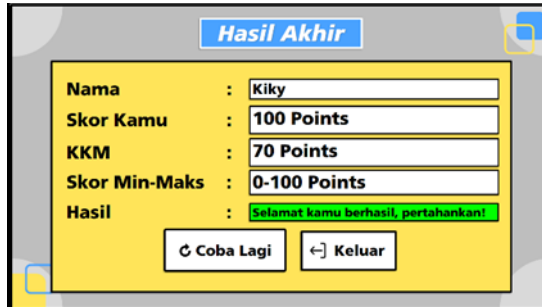 Hasil Akhir
Nama : Kiky
Skor Kamu : 100 Points
KKM : 70 Points
Skor Min-Maks : 0-100 Points
Hasil : Selamat kamu berhasil, pertahankan!
Coba Lagi Keluar